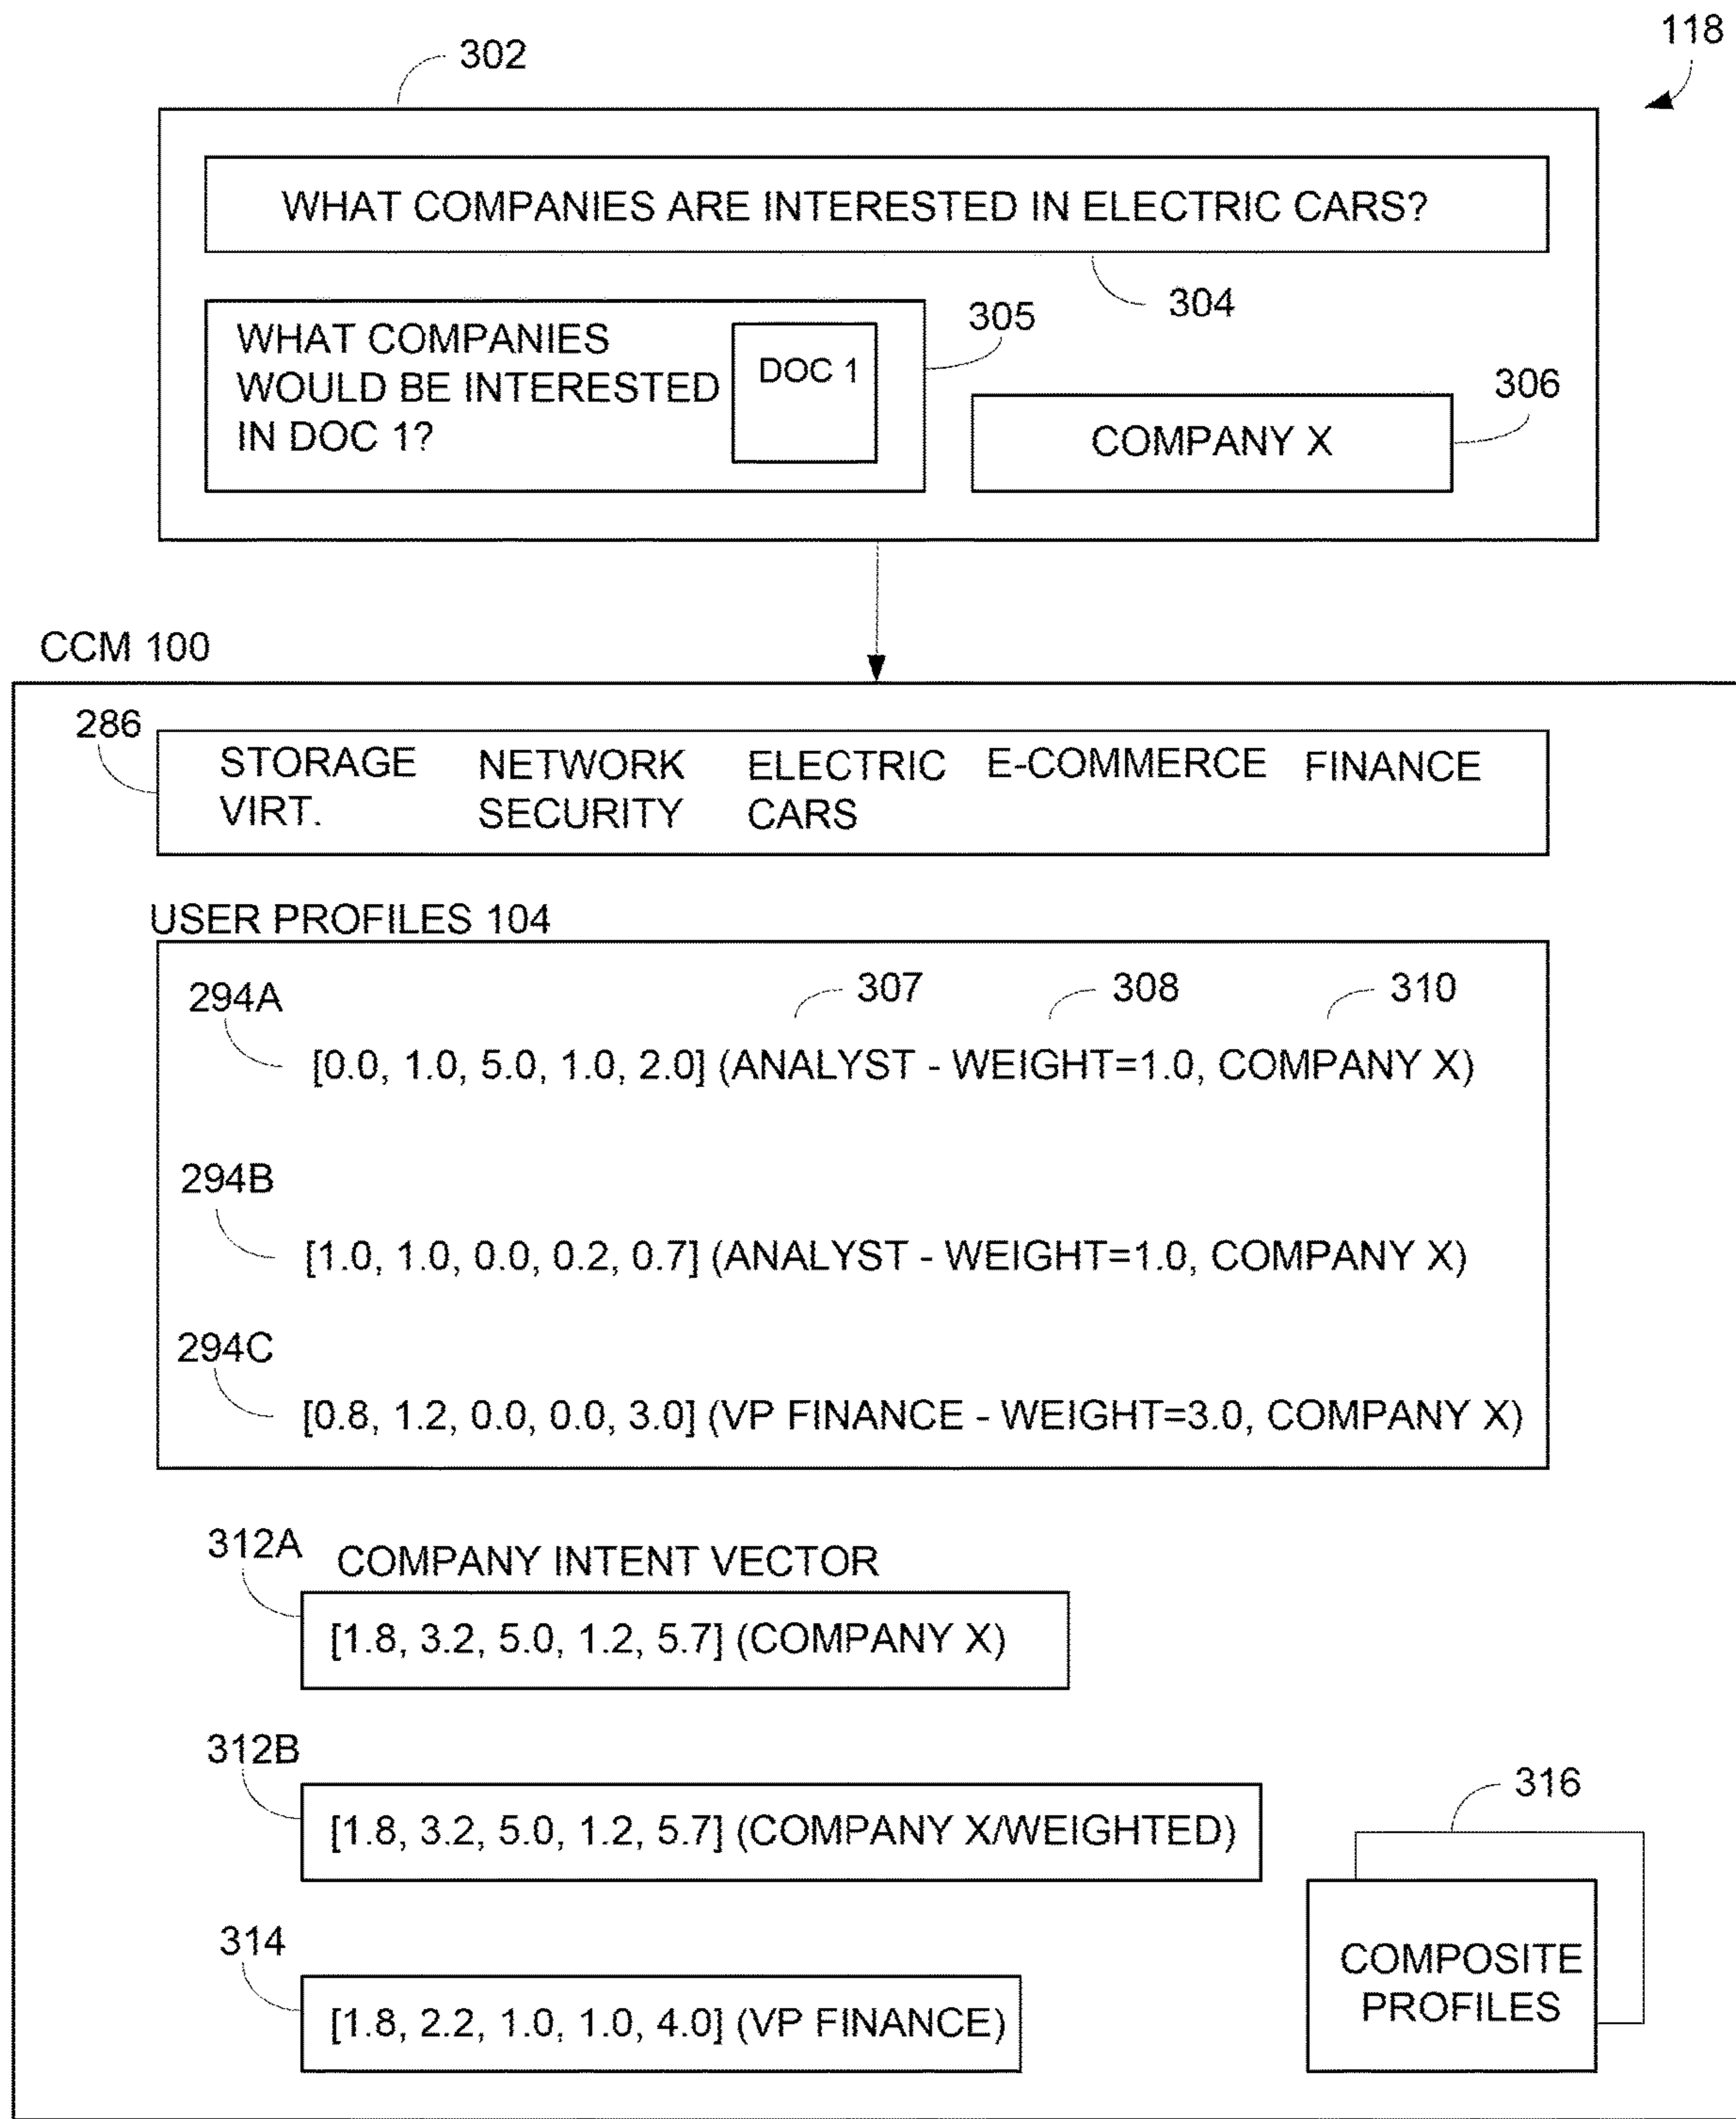 118
302
WHAT COMPANIES ARE INTERESTED IN ELECTRIC CARS?
304
WHAT COMPANIES
WOULD BE INTERESTED
IN DOC 1?
DOC 1
305
306
COMPANY X
CCM 100
286
STORAGE
VIRT.
NETWORK
SECURITY
ELECTRIC
CARS
E-COMMERCE
FINANCE
USER PROFILES 104
294A
307
308
310
[0.0, 1.0, 5.0, 1.0, 2.0] (ANALYST - WEIGHT=1.0, COMPANY X)
294B
[1.0, 1.0, 0.0, 0.2, 0.7] (ANALYST - WEIGHT=1.0, COMPANY X)
294C
[0.8, 1.2, 0.0, 0.0, 3.0] (VP FINANCE - WEIGHT=3.0, COMPANY X)
312A
COMPANY INTENT VECTOR
[1.8, 3.2, 5.0, 1.2, 5.7] (COMPANY X)
312B
[1.8, 3.2, 5.0, 1.2, 5.7] (COMPANY X/WEIGHTED)
316
COMPOSITE
PROFILES
314
[1.8, 2.2, 1.0, 1.0, 4.0] (VP FINANCE)